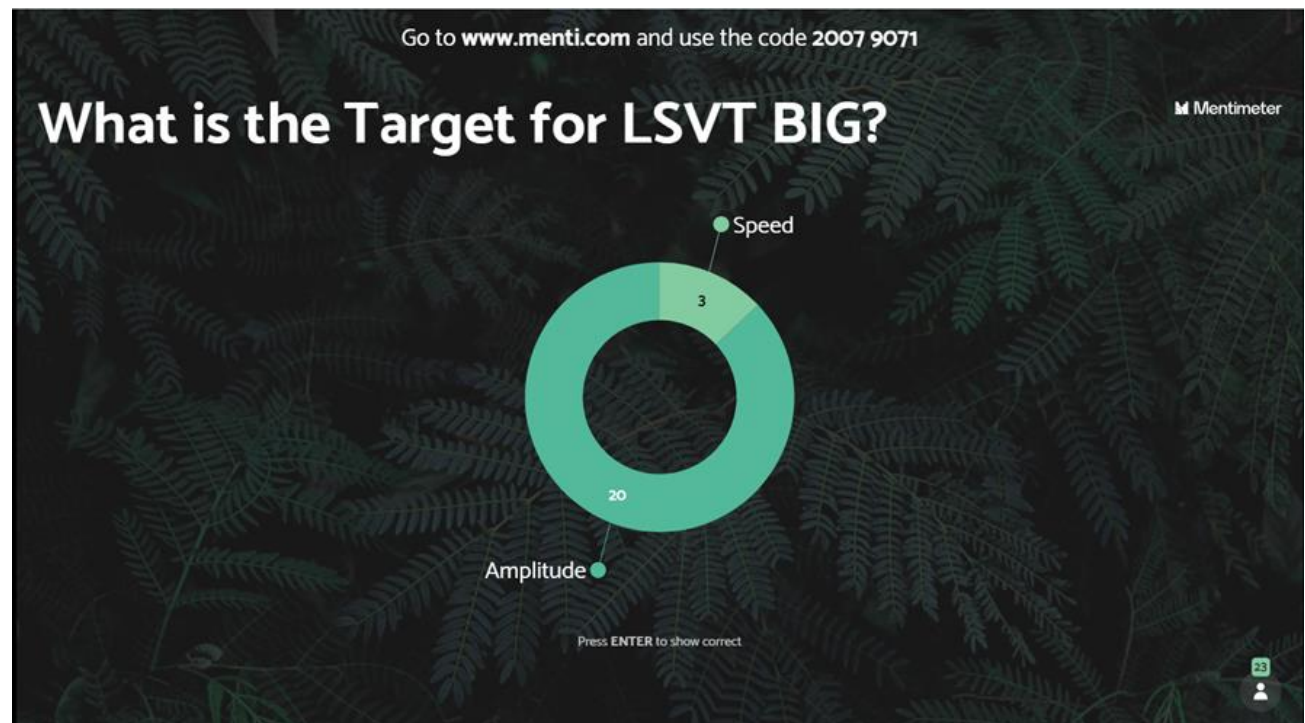 Go to www.menti.com and use the code 2007 9071
What is the Target for LSVT BIG?
Mentimeter
Speed
3
20
Amplitude
Press ENTER to show correct
23